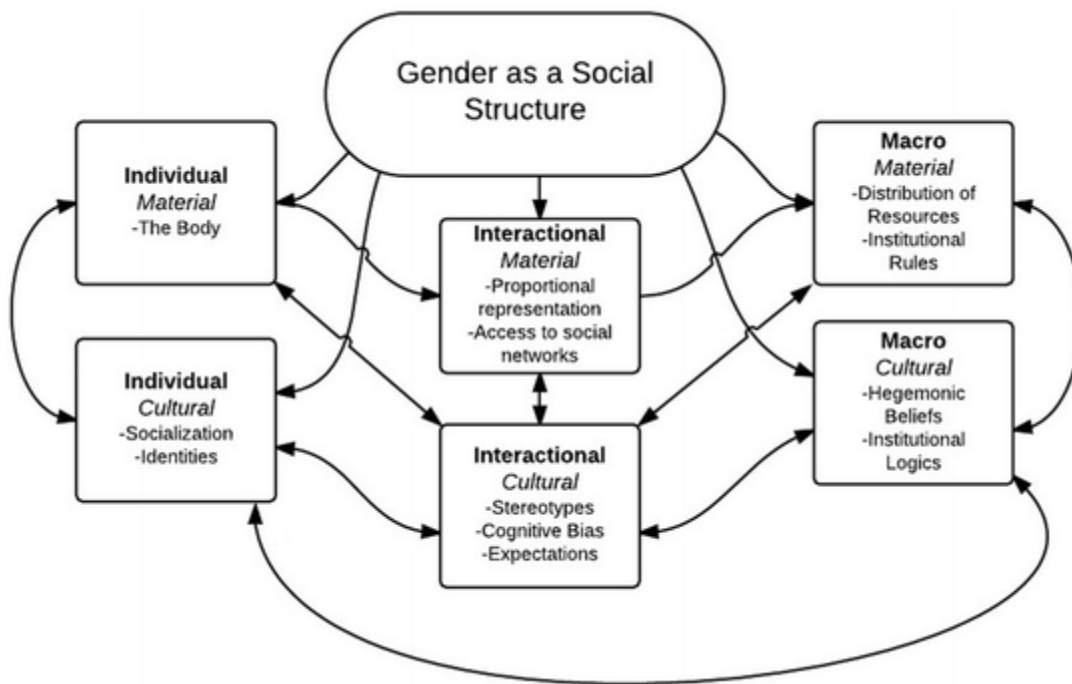 Gender as a Social
Structure
Individual
Material
-The Body
Interactional
Material
-Proportional
representation
-Access to social
networks
Macro
Material
-Distribution of
Resources
-Institutional
Rules
Individual
Cultural
-Socialization
-Identities
Interactional
Cultural
-Stereotypes
-Cognitive Bias
-Expectations
Macro
Cultural
-Hegemonic
Beliefs
-Institutional
Logics